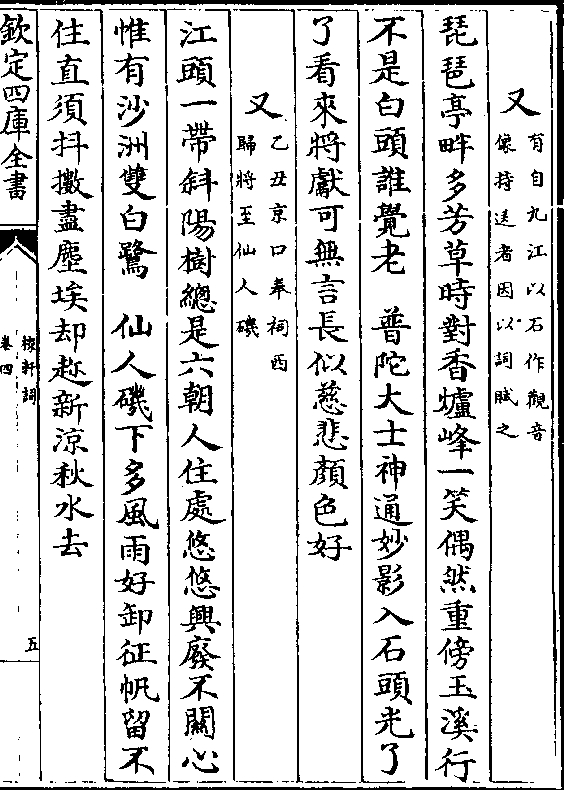 又
有自九江以石作觀音
像持送者因以詞賦之
琵琶亭畔多芳草時對香爐峰一笑偶然重傍玉溪行
不是白頭誰覺老　普陀大士神通妙影入石頭光了
了看來將獻可無言長似慈悲顔色好
又
乙丑京口奉祠西
歸將至仙人磯
江頭一帶斜陽樹總是六朝人住處悠悠興廢不關心
惟有沙洲雙白鷺　仙人磯下多風雨好卸征帆留不
住直須抖擻盡塵埃却趂新涼秋水去
欽定四庫全書
稼軒詞
卷四
五